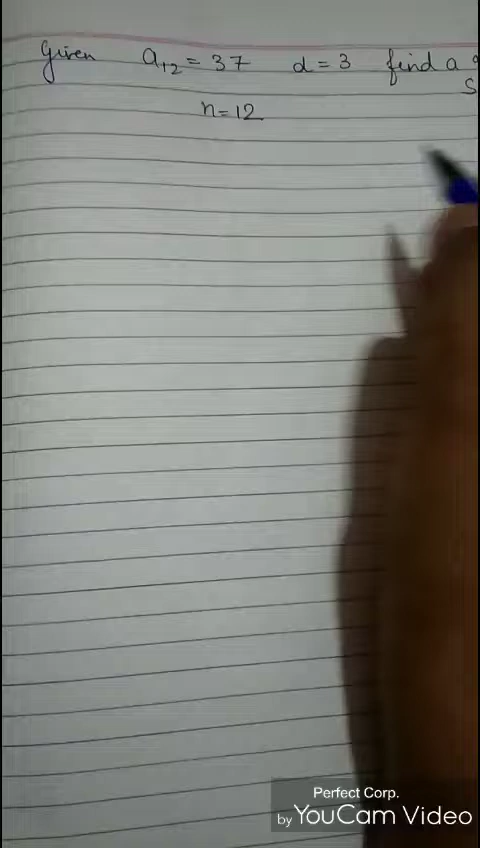 Given a₁₂ = 37 d = 3 find a
S
n = 12
Perfect Corp.
by YouCam Video